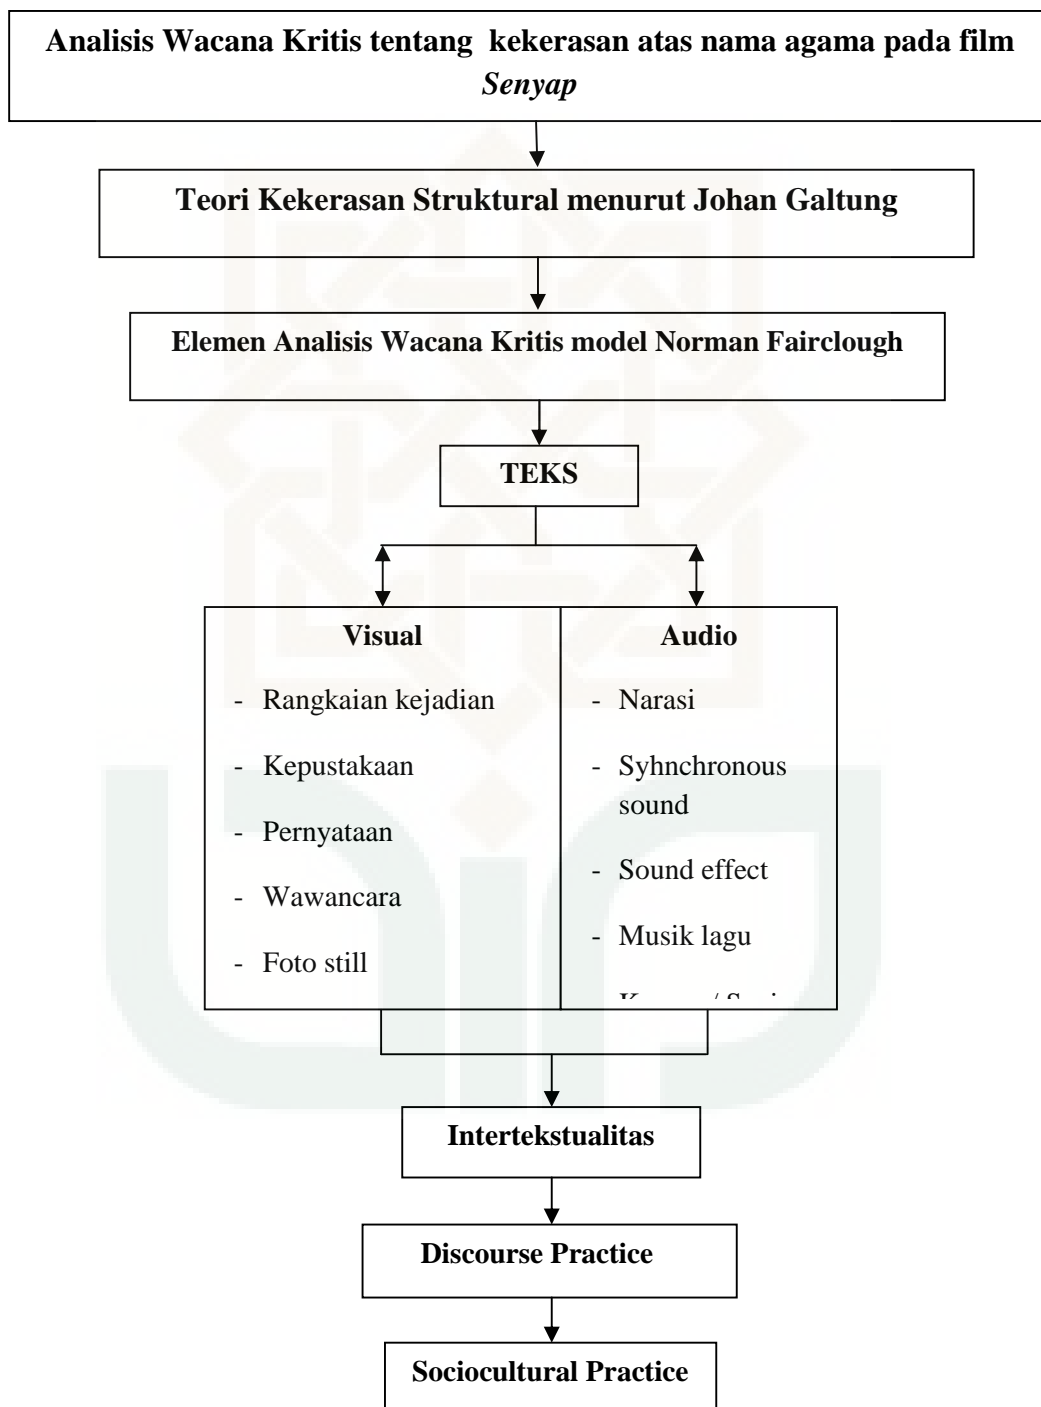 Analisis Wacana Kritis tentang kekerasan atas nama agama pada film
Senyap
Teori Kekerasan Struktural menurut Johan Galtung
Elemen Analisis Wacana Kritis model Norman Fairclough
TEKS
Visual
- Rangkaian kejadian
- Kepustakaan
- Pernyataan
- Wawancara
- Foto still
Audio
- Narasi
- Syhnchronous
sound
- Sound effect
- Musik lagu
Intertekstualitas
Discourse Practice
Sociocultural Practice